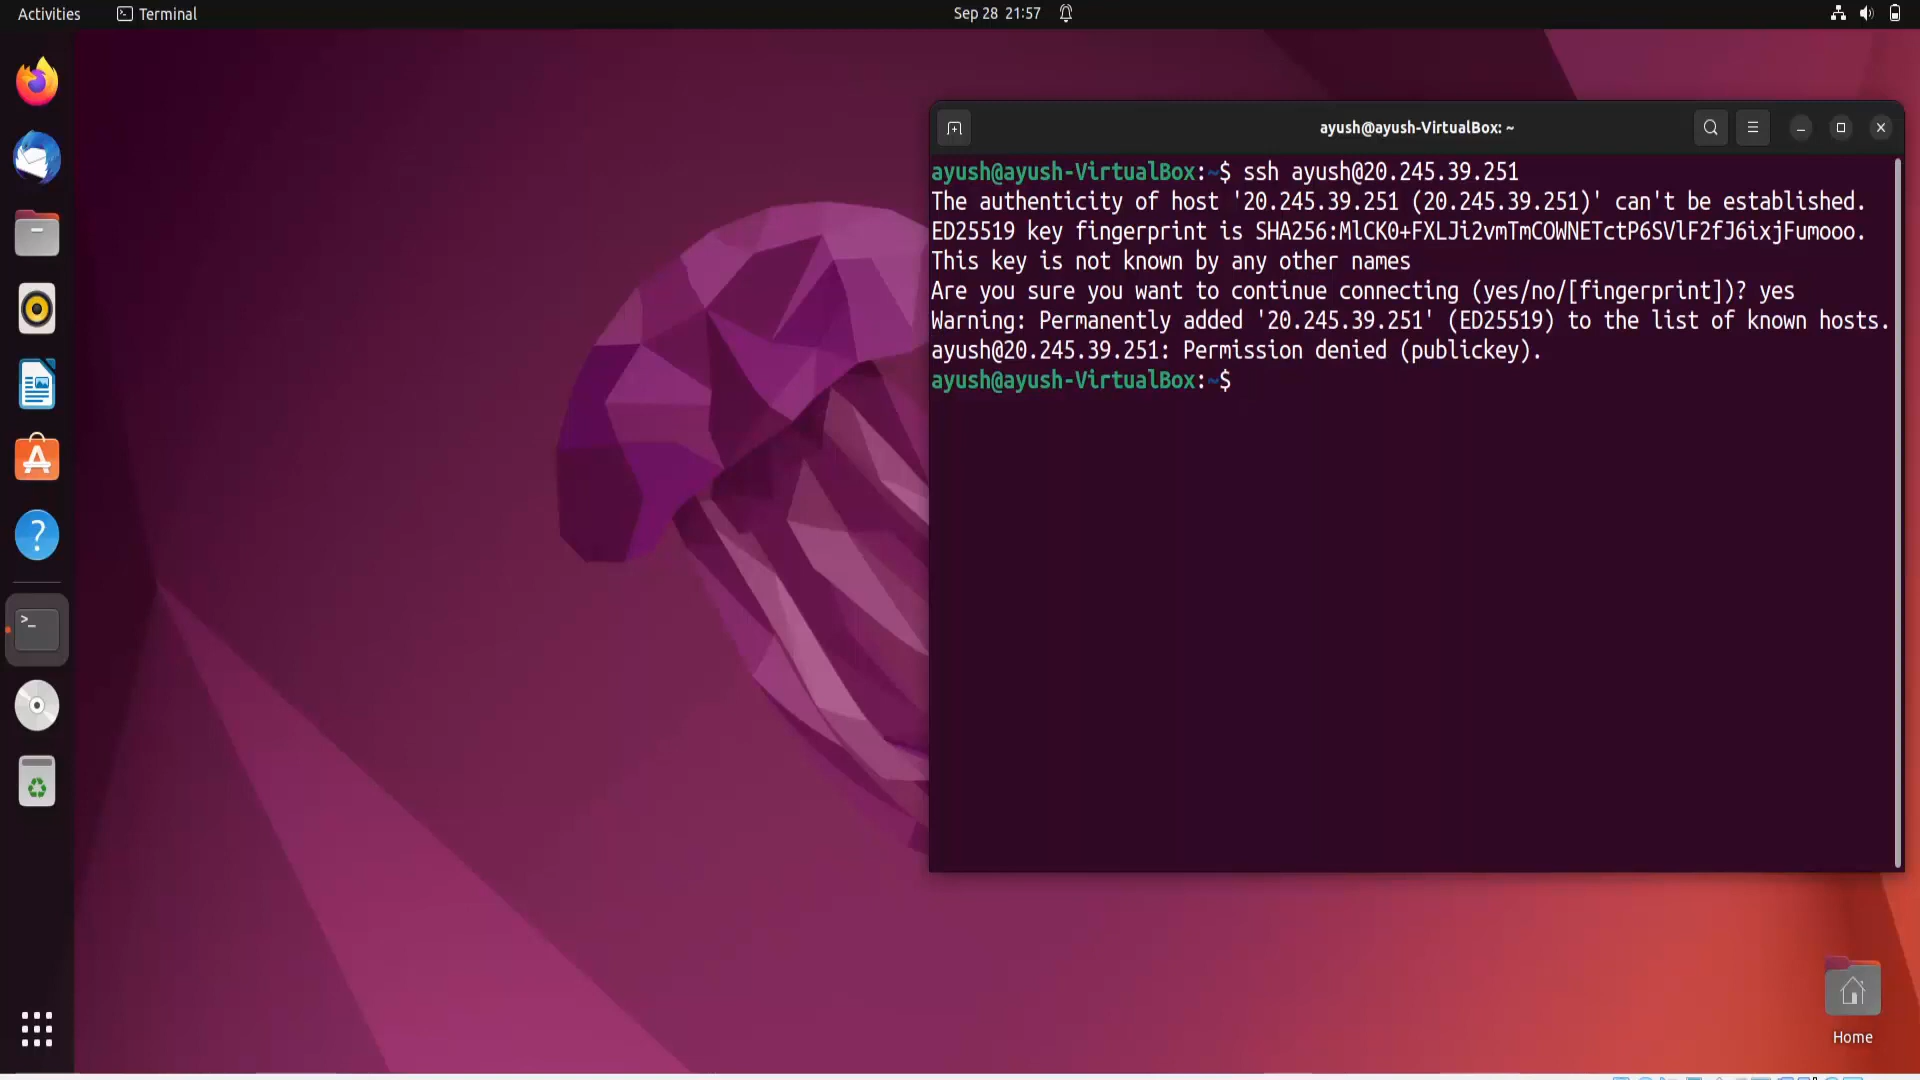 Activities
Terminal
Sep 28 21:57
ayush@ayush-VirtualBox: ~
ayush@ayush-VirtualBox:~$ ssh ayush@20.245.39.251
The authenticity of host '20.245.39.251 (20.245.39.251)' can't be established.
ED25519 key fingerprint is SHA256:MlCK0+FXLJi2vmTmCOWNETctP6SVlF2fJ6ixjFumooo.
This key is not known by any other names
Are you sure you want to continue connecting (yes/no/[fingerprint])? yes
Warning: Permanently added '20.245.39.251' (ED25519) to the list of known hosts.
ayush@20.245.39.251: Permission denied (publickey).
ayush@ayush-VirtualBox:~$
Home